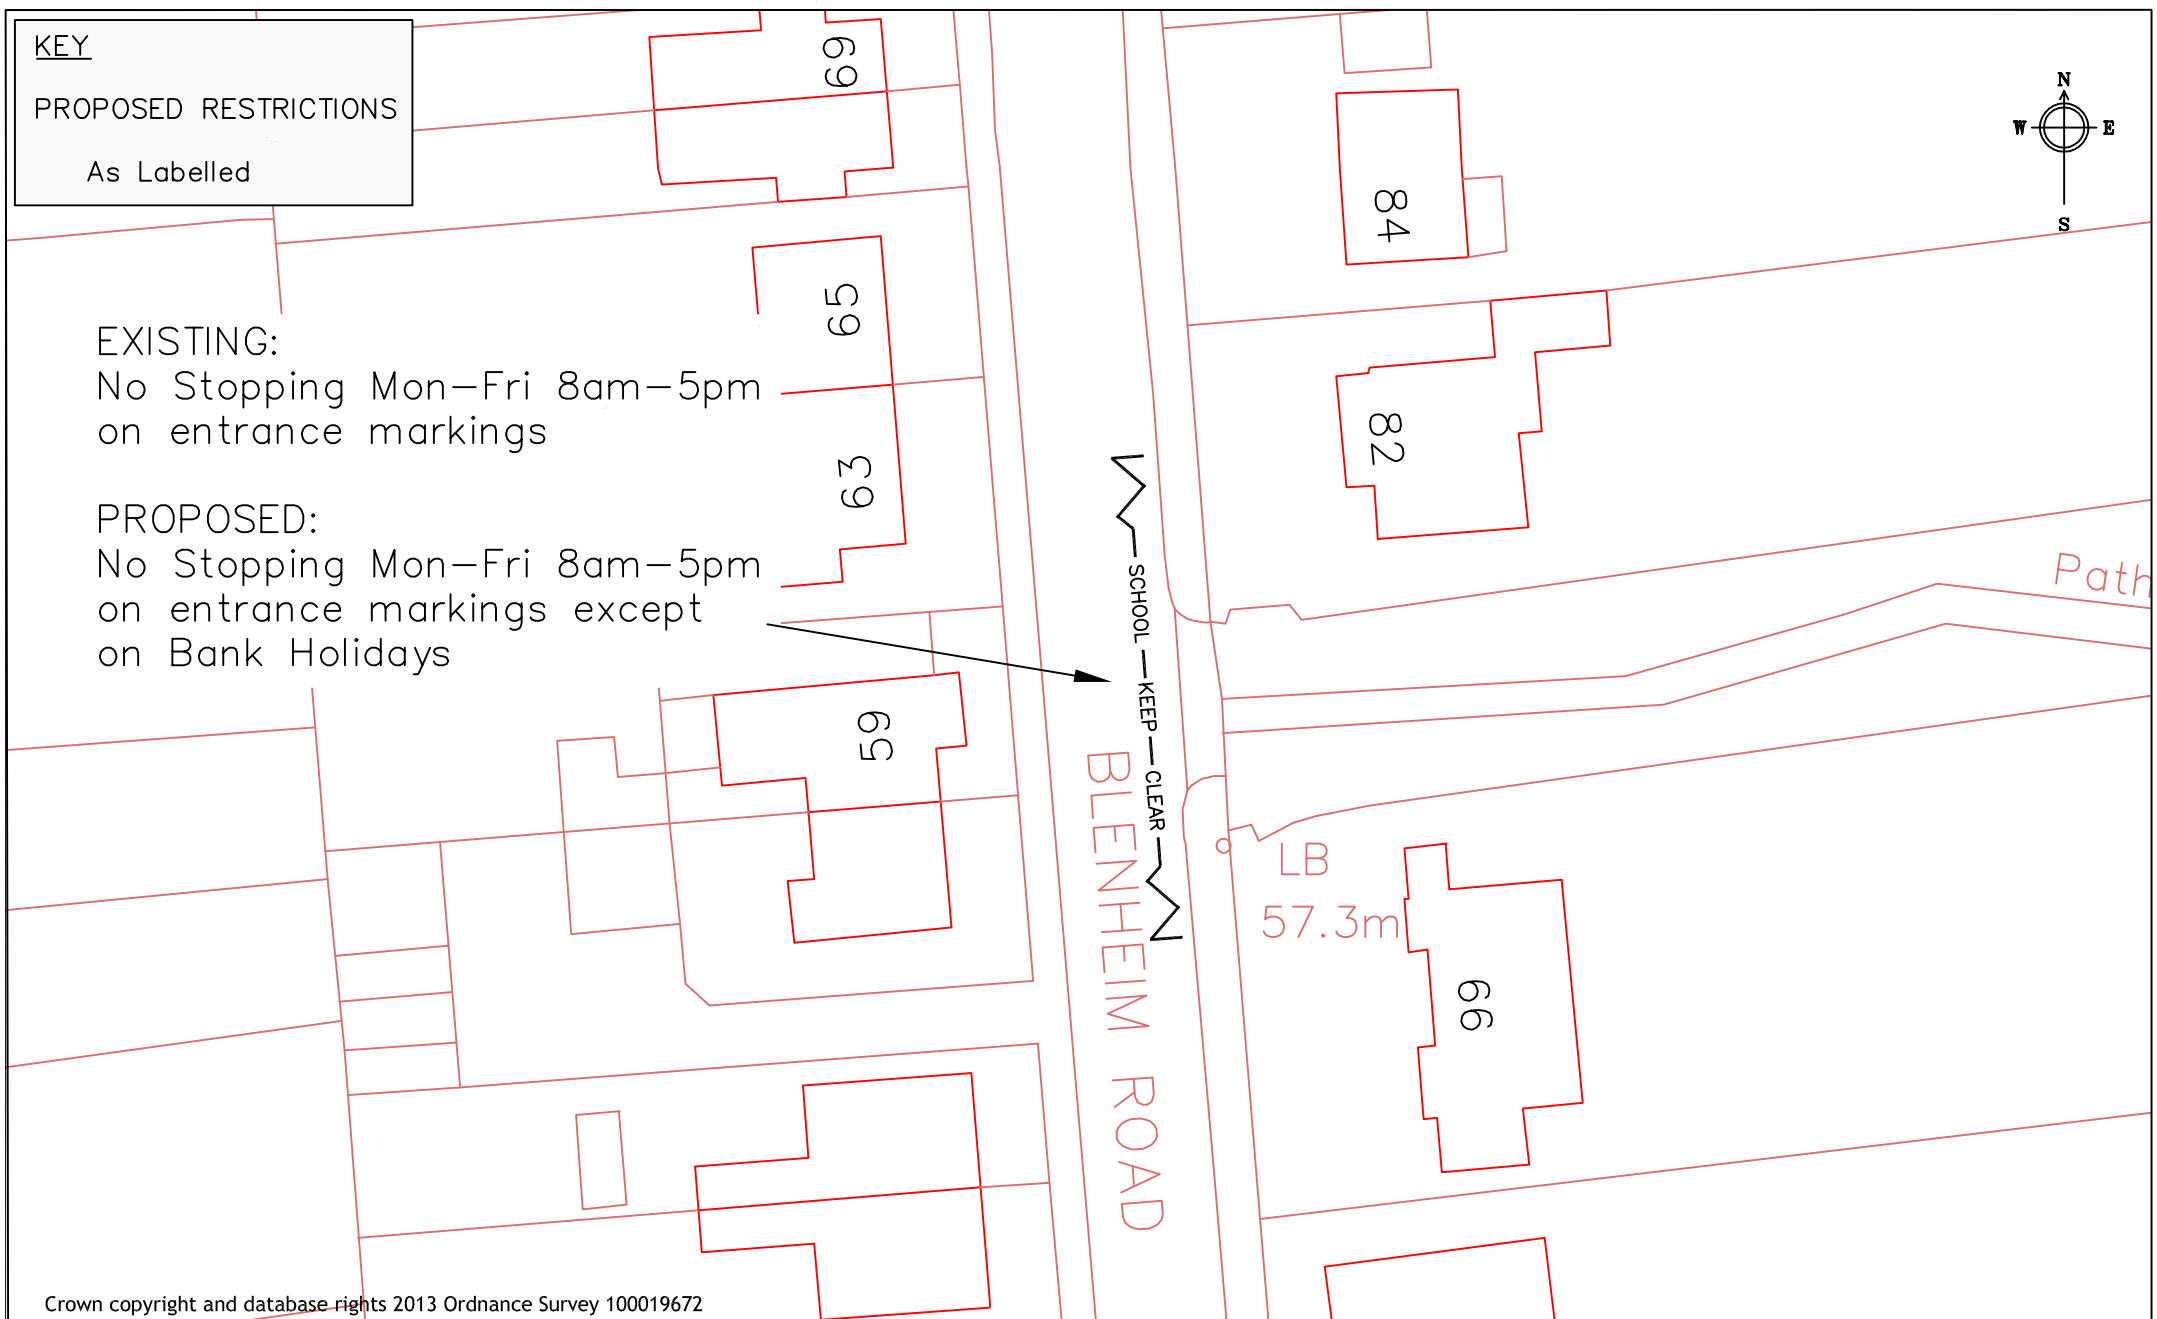 KEY
PROPOSED RESTRICTIONS
As Labelled
N
W E
S
69
84
65
EXISTING:
No Stopping Mon-Fri 8am-5pm
on entrance markings
82
63
PROPOSED:
No Stopping Mon-Fri 8am-5pm
on entrance markings except
on Bank Holidays
Path
SCHOOL KEEP CLEAR
59
BLENHEIM ROAD
LB
57.3m
66
Crown copyright and database rights 2013 Ordnance Survey 100019672